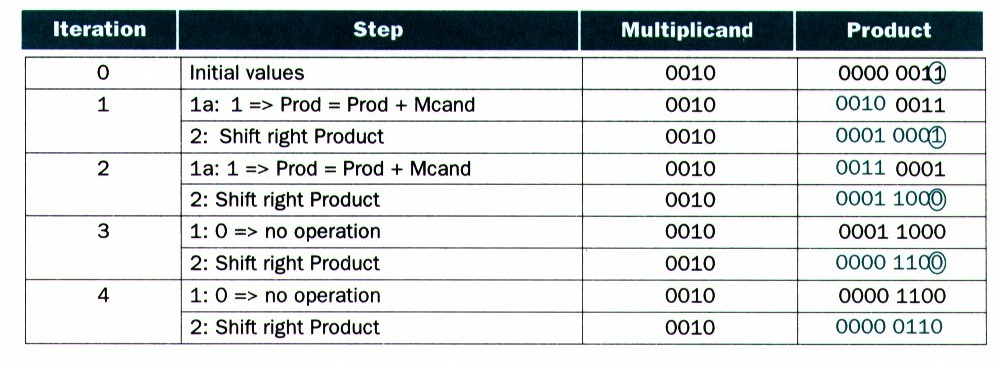 Iteration Step Multiplicand Product
0 Initial values 0010 0000 0011
1 1a: 1 => Prod = Prod + Mcand 0010 0010 0011
2: Shift right Product 0010 0001 0001
2 1a: 1 => Prod = Prod + Mcand 0010 0011 0001
2: Shift right Product 0010 0001 1000
3 1: 0 => no operation 0010 0001 1000
2: Shift right Product 0010 0000 1100
4 1: 0 => no operation 0010 0000 1100
2: Shift right Product 0010 0000 0110